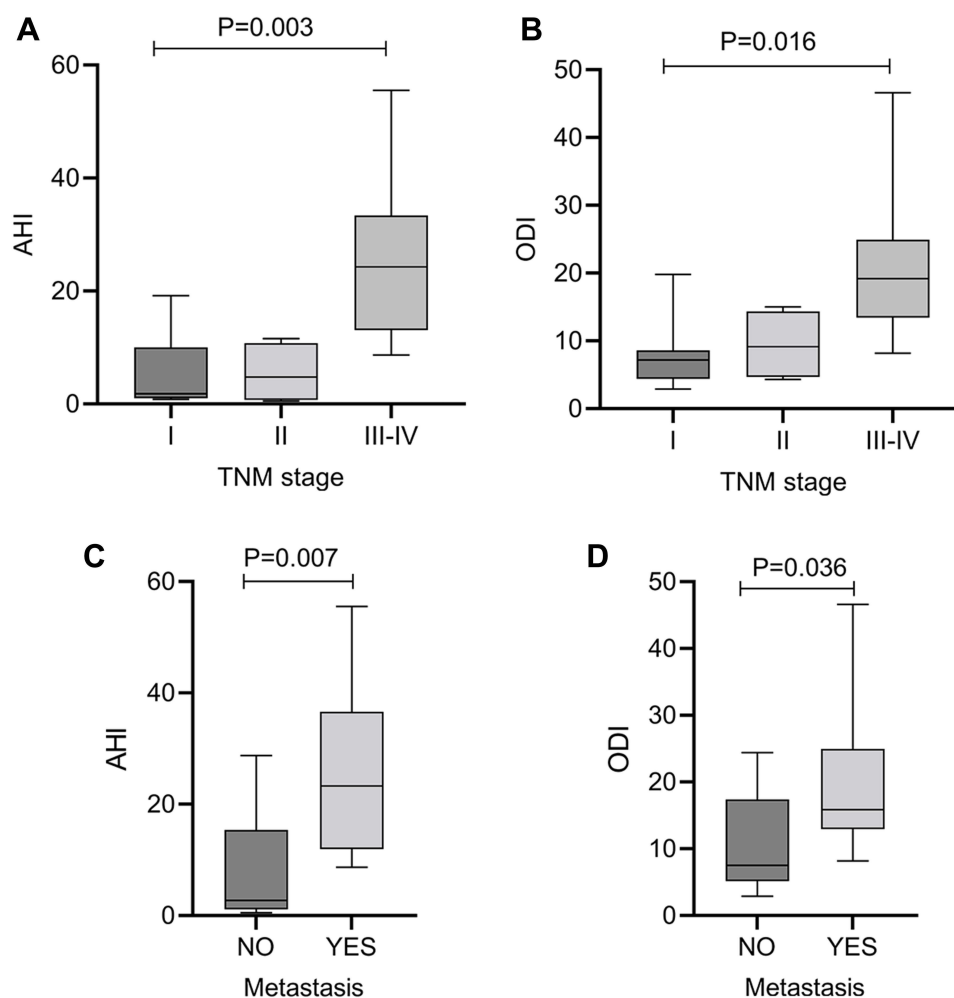 A
P=0.003
60
40
20
0
AHI
I
II
III-IV
TNM stage
B
P=0.016
50
40
30
20
10
0
ODI
I
II
III-IV
TNM stage
C
P=0.007
60
40
20
0
AHI
NO
YES
Metastasis
D
P=0.036
50
40
30
20
10
0
ODI
NO
YES
Metastasis